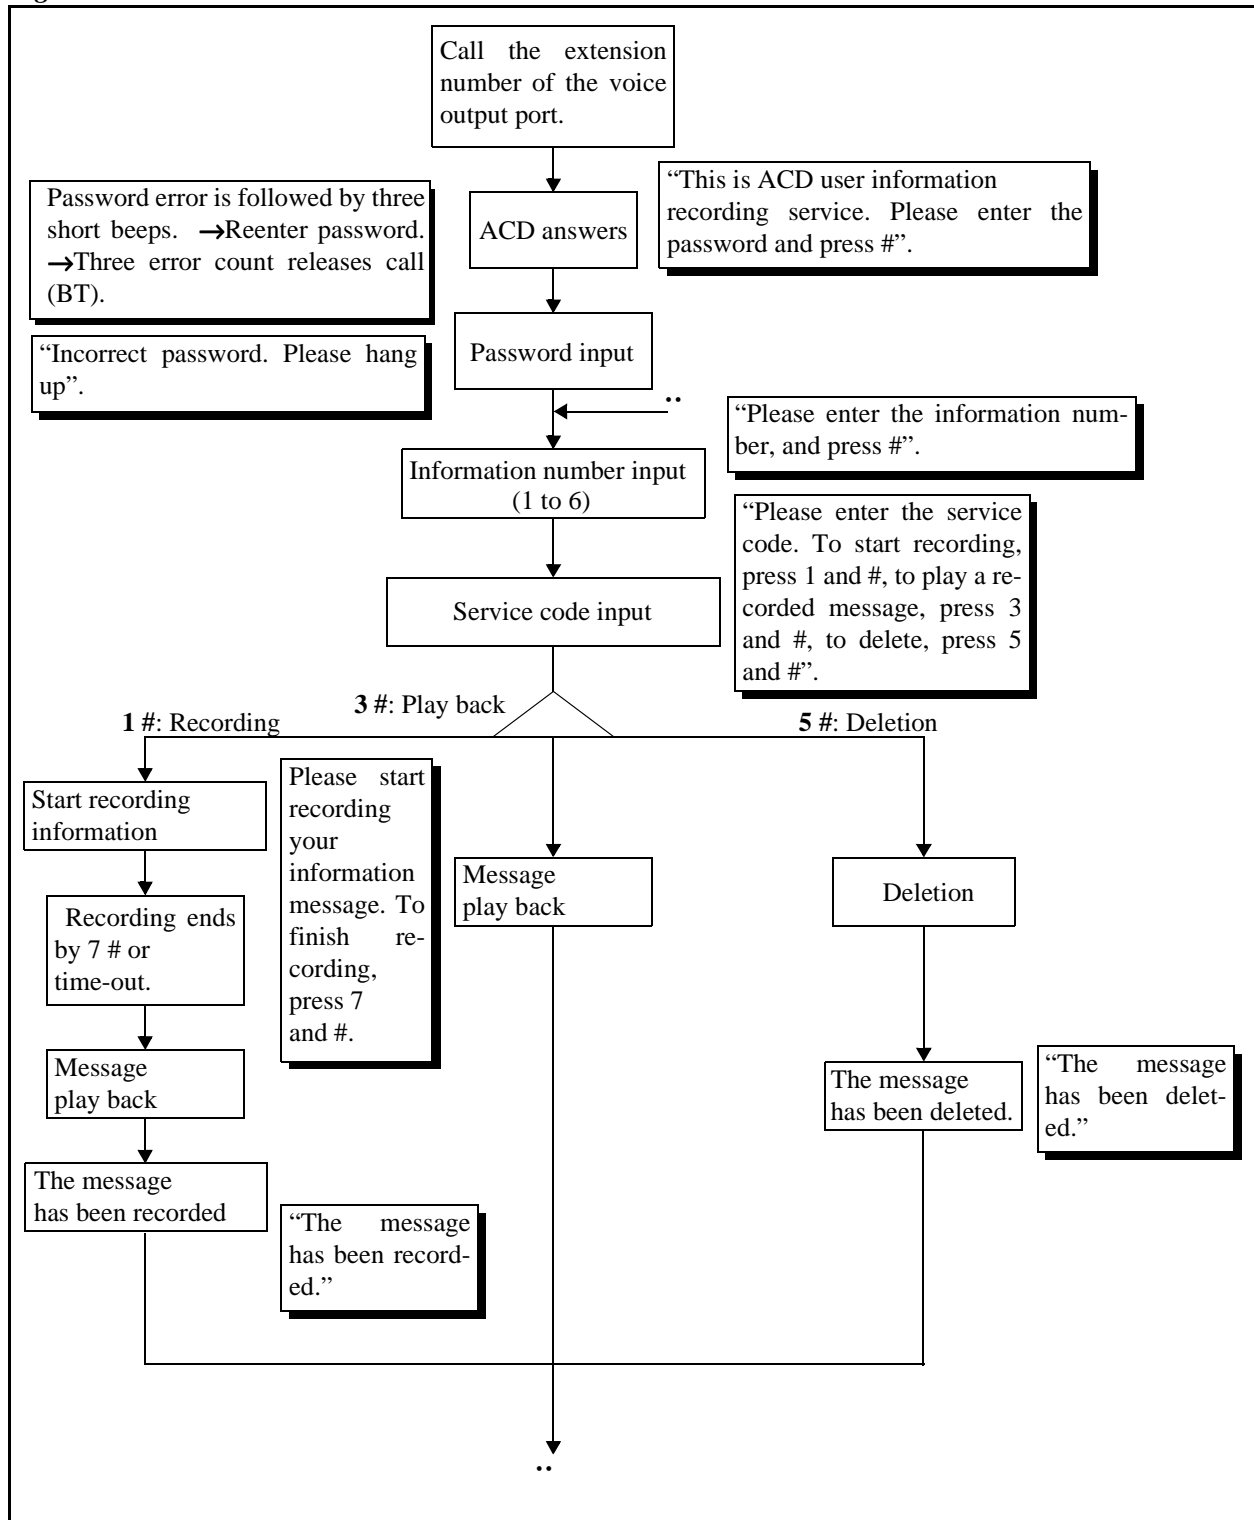 Call the extension
number of the voice
output port.
“This is ACD user information
recording service. Please enter the
password and press #”.
Password error is followed by three
short beeps. →Reenter password.
→Three error count releases call
(BT).
ACD answers
“Incorrect password. Please hang
up”.
Password input
..
“Please enter the information num-
ber, and press #”.
Information number input
(1 to 6)
“Please enter the service
code. To start recording,
press 1 and #, to play a re-
corded message, press 3
and #, to delete, press 5
and #”.
Service code input
3 #: Play back
1 #: Recording
5 #: Deletion
Start recording
information
Please start
recording
your
information
message. To
finish re-
cording,
press 7
and #.
Message
play back
Deletion
Recording ends
by 7 # or
time-out.
Message
play back
The message
has been deleted.
“The message
has been delet-
ed.”
The message
has been recorded
“The message
has been record-
ed.”
..